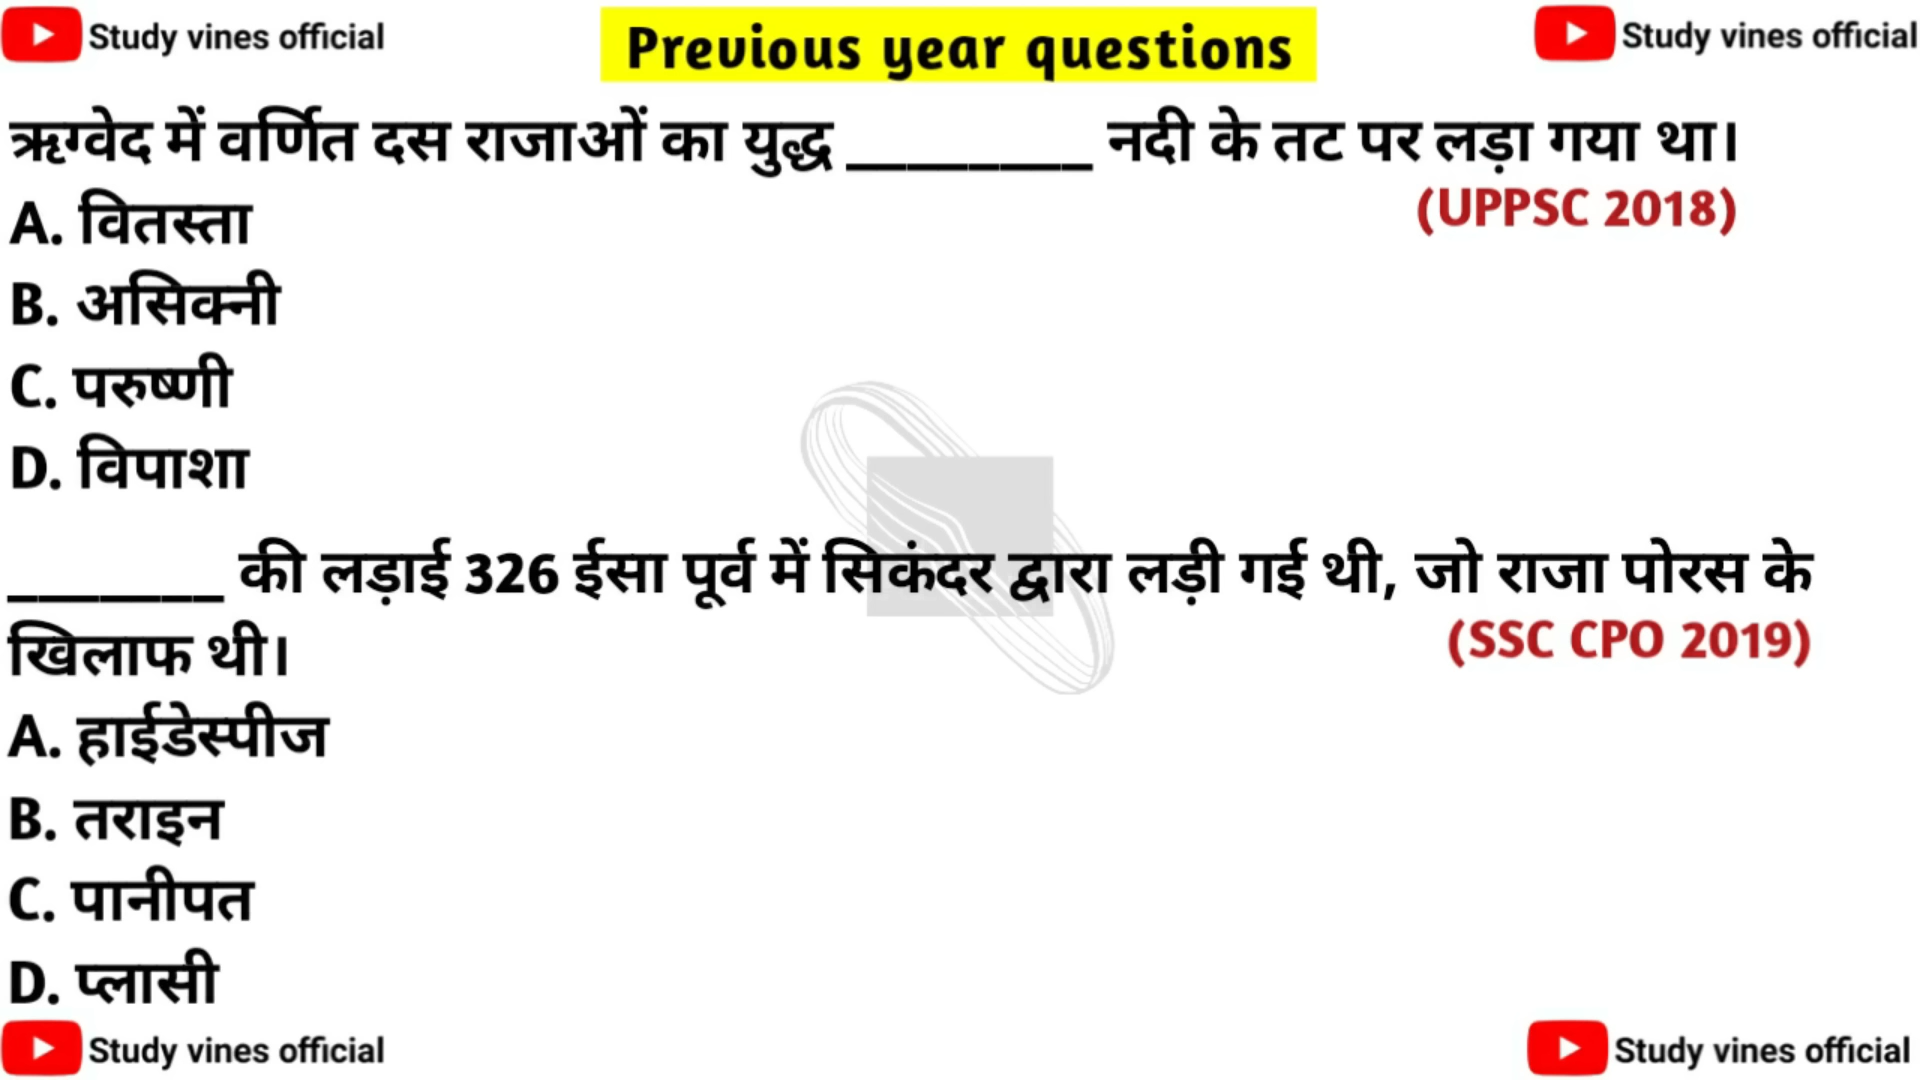 Study vines official
Previous year questions
Study vines official
ऋग्वेद में वर्णित दस राजाओं का युद्ध ________ नदी के तट पर लड़ा गया था।
(UPPSC 2018)
A. वितस्ता
B. असिक्नी
C. परुष्णी
D. विपाशा
_______ की लड़ाई 326 ईसा पूर्व में सिकंदर द्वारा लड़ी गई थी, जो राजा पोरस के
खिलाफ थी।
(SSC CPO 2019)
A. हाईडेस्पीज
B. तराइन
C. पानीपत
D. प्लासी
Study vines official
Study vines official